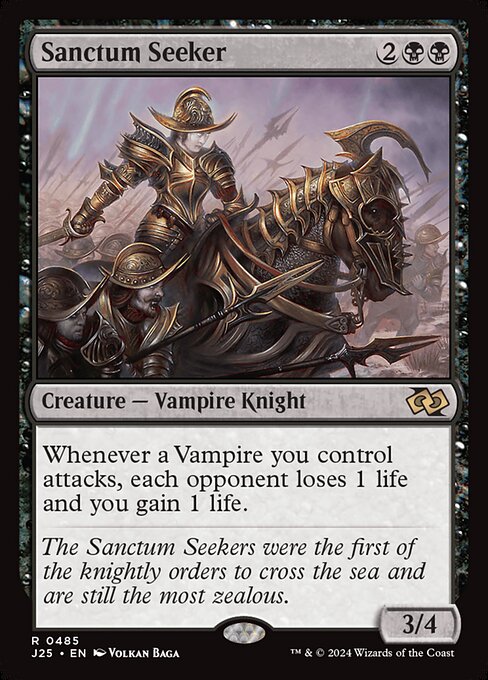 Sanctum Seeker 2
Creature — Vampire Knight
Whenever a Vampire you control
attacks, each opponent loses 1 life
and you gain 1 life.
The Sanctum Seekers were the first of
the knightly orders to cross the sea and
are still the most zealous.
3/4
R 0485
J25 • EN Volkan Baga
™ & © 2024 Wizards of the Coast